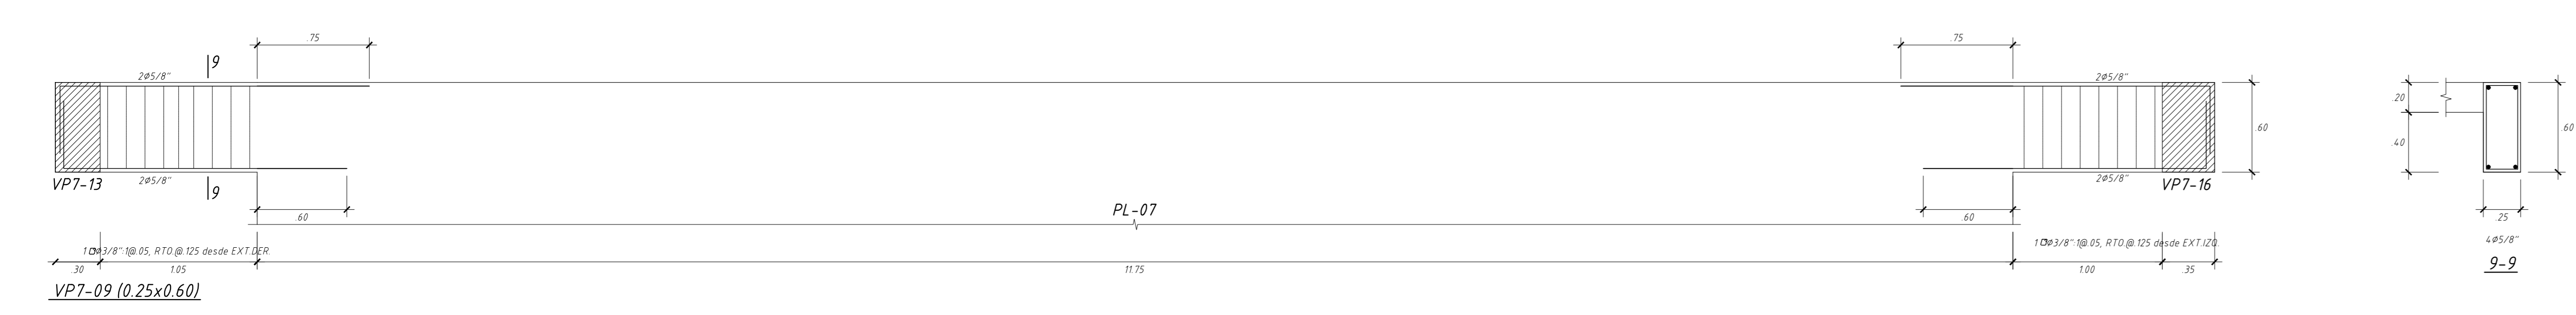 .75
.75
9
2Ø5/8"
2Ø5/8"
.20
.60
.60
.40
VP7-13
2Ø5/8"
9
2Ø5/8"
VP7-16
PL-07
.60
.60
.25
1 Ø3/8":1@.05, RTO.@.125 desde EXT.DER.
1 Ø3/8":1@.05, RTO.@.125 desde EXT.IZQ.
4Ø5/8"
.30
1.05
11.75
1.00
.35
9-9
VP7-09 (0.25x0.60)